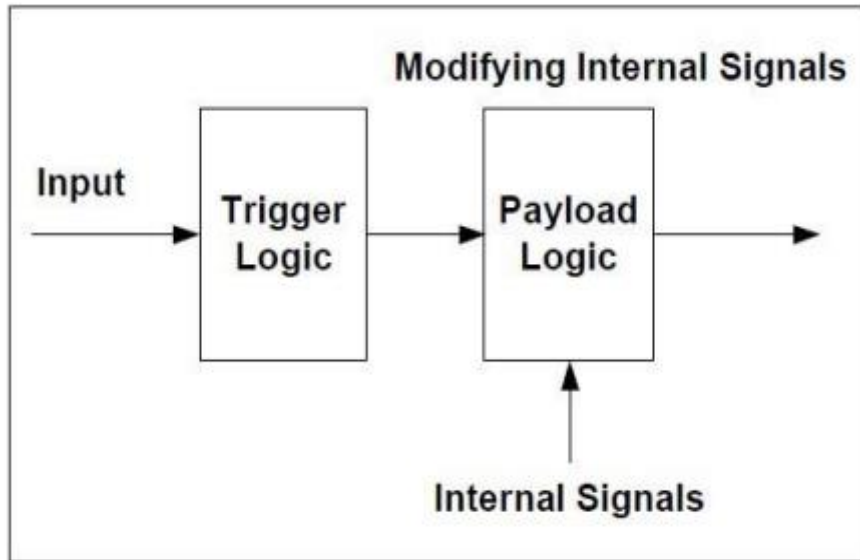 Modifying Internal Signals
Input
Trigger
Logic
Payload
Logic
Internal Signals